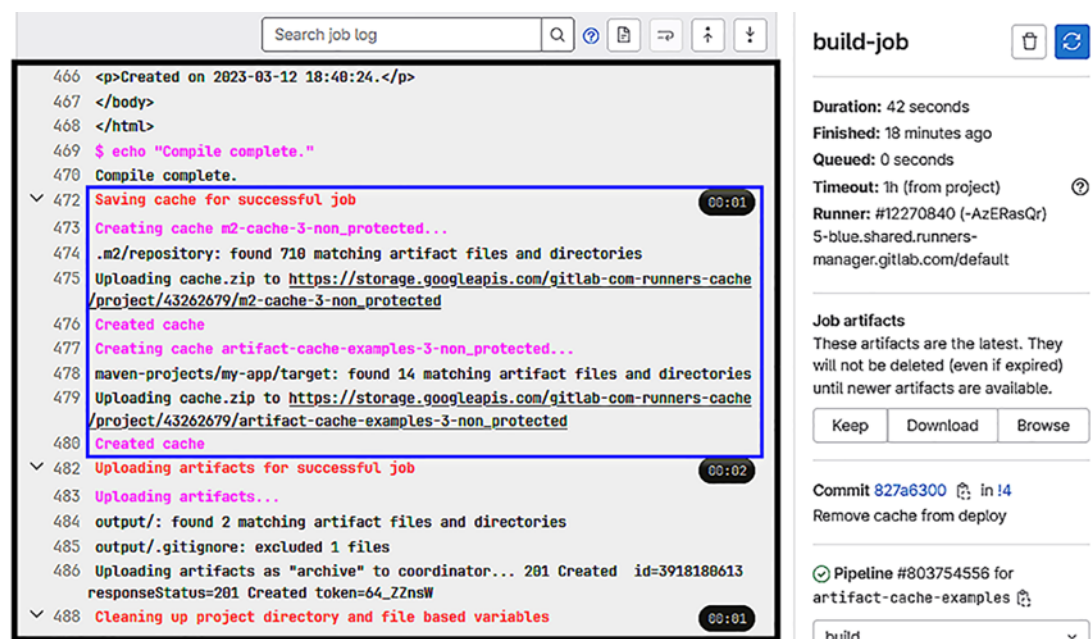 Search job log
466 <p>Created on 2023-03-12 18:40:24.</p>
467 </body>
468 </html>
469 $ echo "Compile complete."
470 Compile complete.
472 Saving cache for successful job 00:01
473 Creating cache m2-cache-3-non_protected...
474 .m2/repository: found 710 matching artifact files and directories
475 Uploading cache.zip to https://storage.googleapis.com/gitlab-com-runners-cache
/project/43262679/m2-cache-3-non_protected
476 Created cache
477 Creating cache artifact-cache-examples-3-non_protected...
478 maven-projects/my-app/target: found 14 matching artifact files and directories
479 Uploading cache.zip to https://storage.googleapis.com/gitlab-com-runners-cache
/project/43262679/artifact-cache-examples-3-non_protected
480 Created cache
482 Uploading artifacts for successful job 00:02
483 Uploading artifacts...
484 output/: found 2 matching artifact files and directories
485 output/.gitignore: excluded 1 files
486 Uploading artifacts as "archive" to coordinator... 201 Created id=3918180613
responseStatus=201 Created token=64_ZZnsW
488 Cleaning up project directory and file based variables 00:01
build-job
Duration: 42 seconds
Finished: 18 minutes ago
Queued: 0 seconds
Timeout: 1h (from project)
Runner: #12270840 (-AzERasQr)
5-blue.shared.runners-
manager.gitlab.com/default
Job artifacts
These artifacts are the latest. They
will not be deleted (even if expired)
until newer artifacts are available.
Keep Download Browse
Commit 827a6300 in !4
Remove cache from deploy
Pipeline #803754556 for
artifact-cache-examples
build